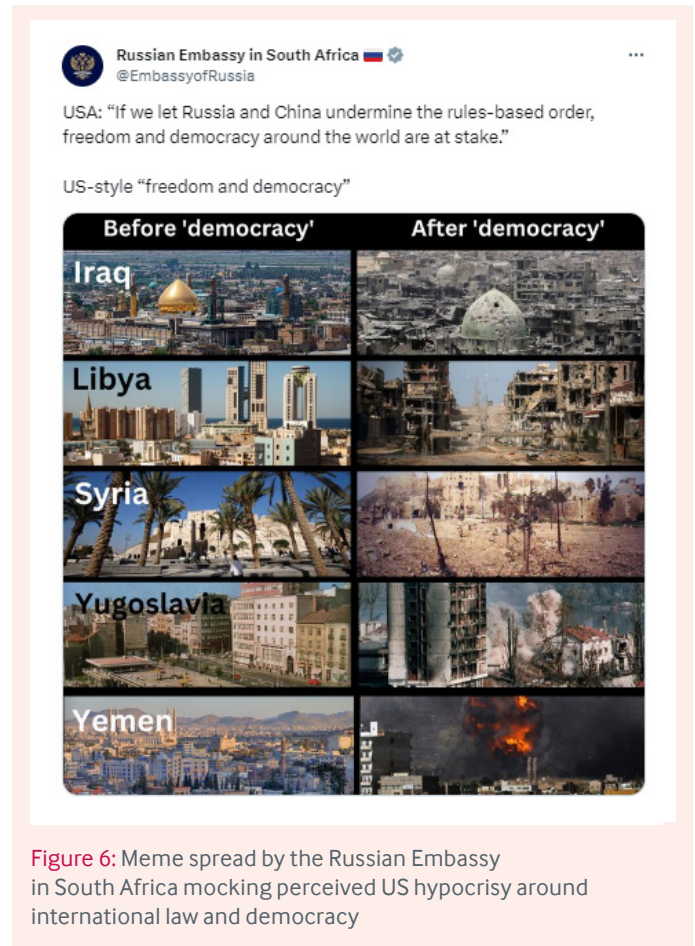 Russian Embassy in South Africa
@EmbassyofRussia
USA: “If we let Russia and China undermine the rules-based order,
freedom and democracy around the world are at stake.”
US-style “freedom and democracy”
Before 'democracy' After 'democracy'
Iraq
Libya
Syria
Yugoslavia
Yemen
Figure 6: Meme spread by the Russian Embassy
in South Africa mocking perceived US hypocrisy around
international law and democracy